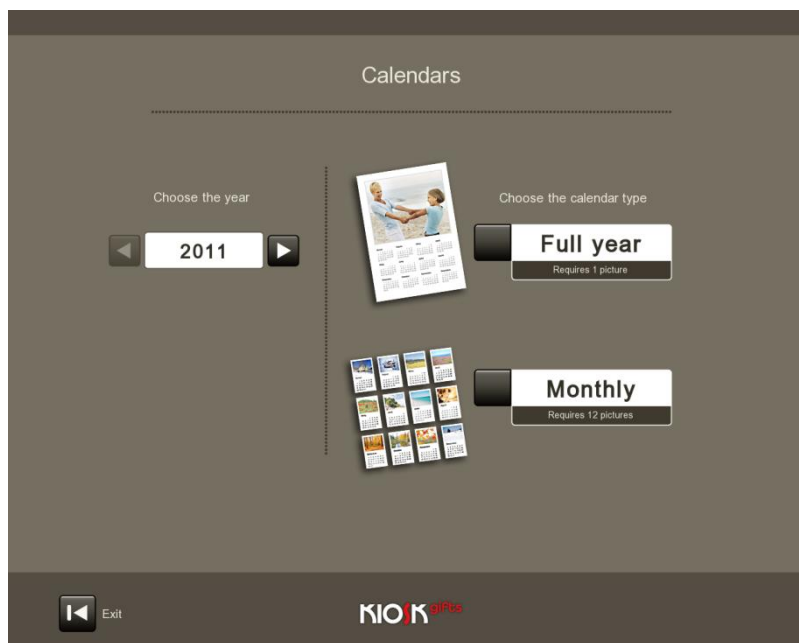 Calendars
Choose the year
2011
Choose the calendar type
Full year
Requires 1 picture
Monthly
Requires 12 pictures
Exit
KIOSK gifts